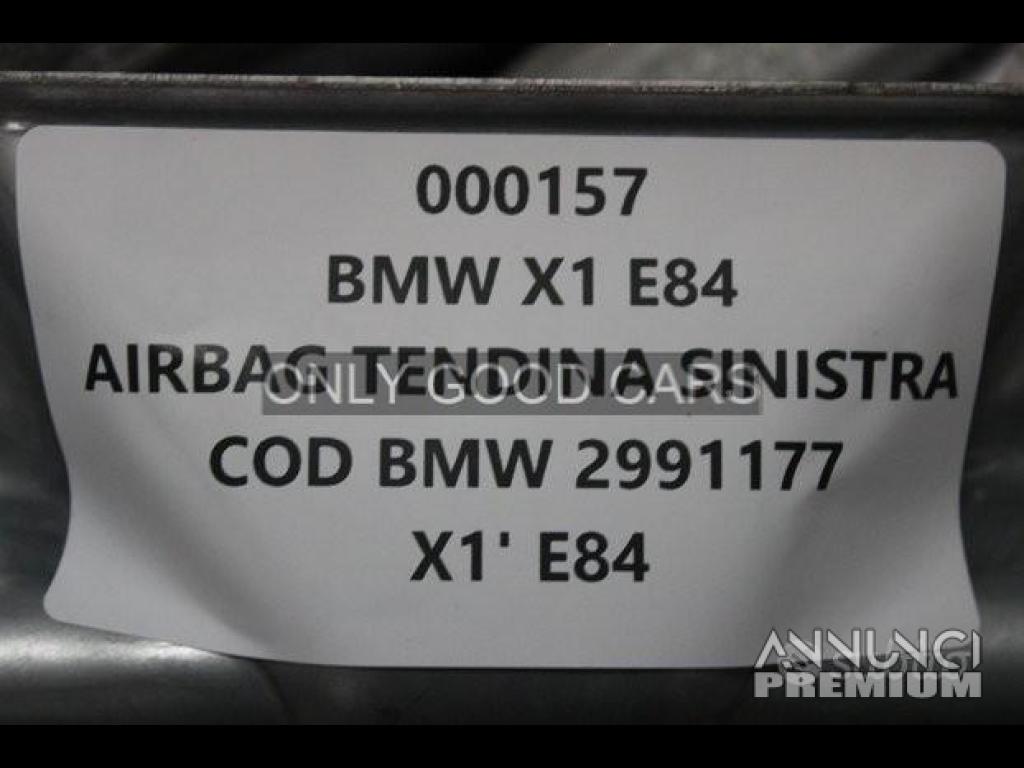 000157
BMW X1 E84
AIRBAG TENDINA SINISTRA
ONLY GOOD CARS
COD BMW 2991177
X1' E84
ANNUNCI
PREMIUM